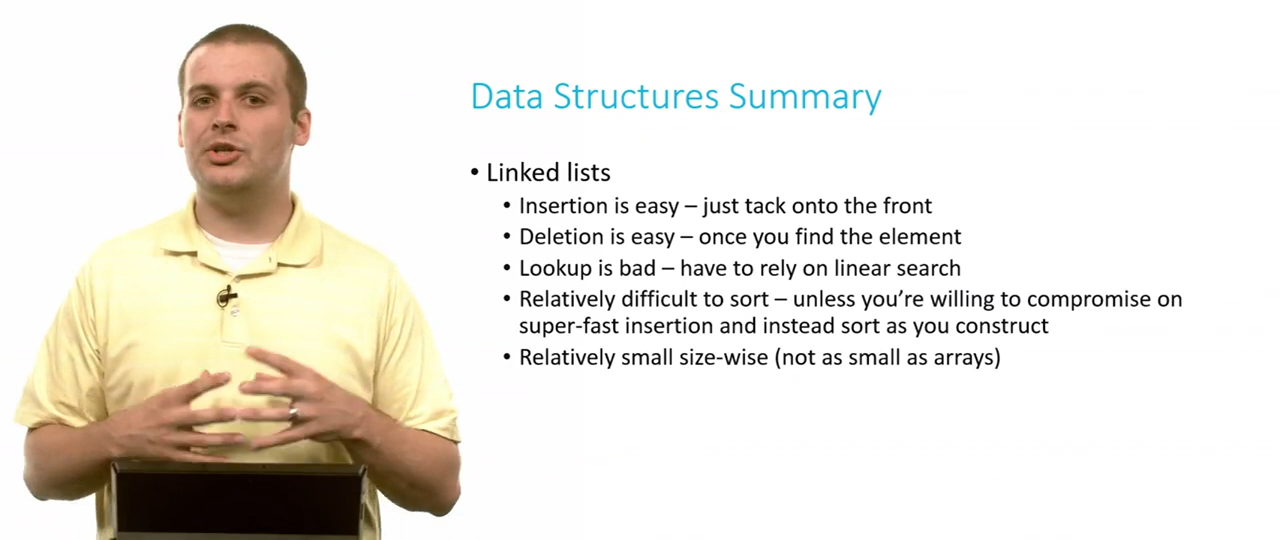 Data Structures Summary
• Linked lists
• Insertion is easy – just tack onto the front
• Deletion is easy – once you find the element
• Lookup is bad – have to rely on linear search
• Relatively difficult to sort – unless you’re willing to compromise on
super-fast insertion and instead sort as you construct
• Relatively small size-wise (not as small as arrays)